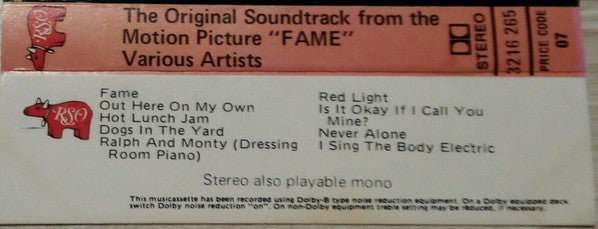 RSO
The Original Soundtrack from the
Motion Picture "FAME"
Various Artists
STEREO
3216 265
PRICE CODE
07
RSO
Fame
Out Here On My Own
Hot Lunch Jam
Dogs In The Yard
Ralph And Monty (Dressing
Room Piano)
Red Light
Is It Okay If I Call You
Mine?
Never Alone
I Sing The Body Electric
Stereo also playable mono
This musicassette has been recorded using Dolby-B type noise reduction equipment. On a Dolby equipped deck
switch Dolby noise reduction "on". On non-Dolby equipment treble setting may be reduced, if necessary.